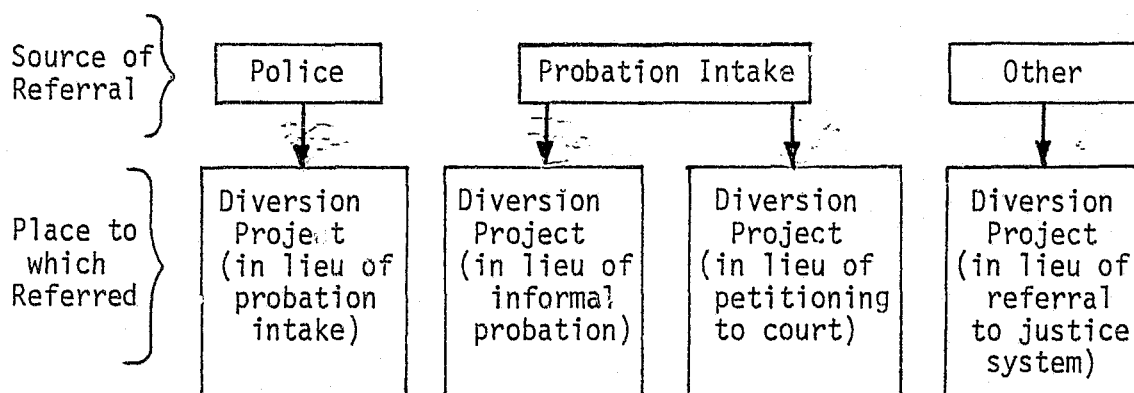 Source of
Referral
Police
Probation Intake
Other
Place to
which
Referred
Diversion
Project
(in lieu of
probation
intake)
Diversion
Project
(in lieu of
informal
probation)
Diversion
Project
(in lieu of
petitioning
to court)
Diversion
Project
(in lieu of
referral
to justice
system)